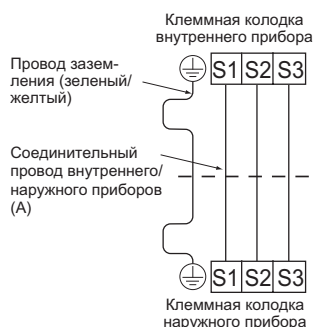 Клеммная колодка
внутреннего прибора
S1 S2 S3
Провод зазем-
ления (зеленый/
желтый)
Соединительный
провод внутреннего/
наружного приборов
(A)
S1 S2 S3
Клеммная колодка
наружного прибора